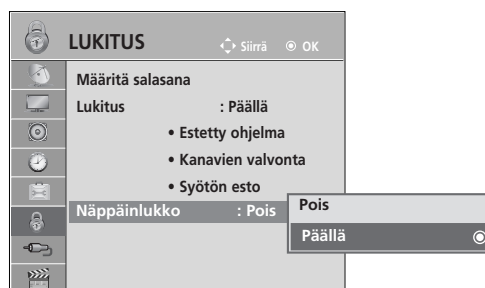 LUKITUS Siirrä OK
Määritä salasana
Lukitus : Päällä
• Estetty ohjelma
• Kanavien valvonta
• Syötön esto
Näppäinlukko : Pois
Pois
Päällä